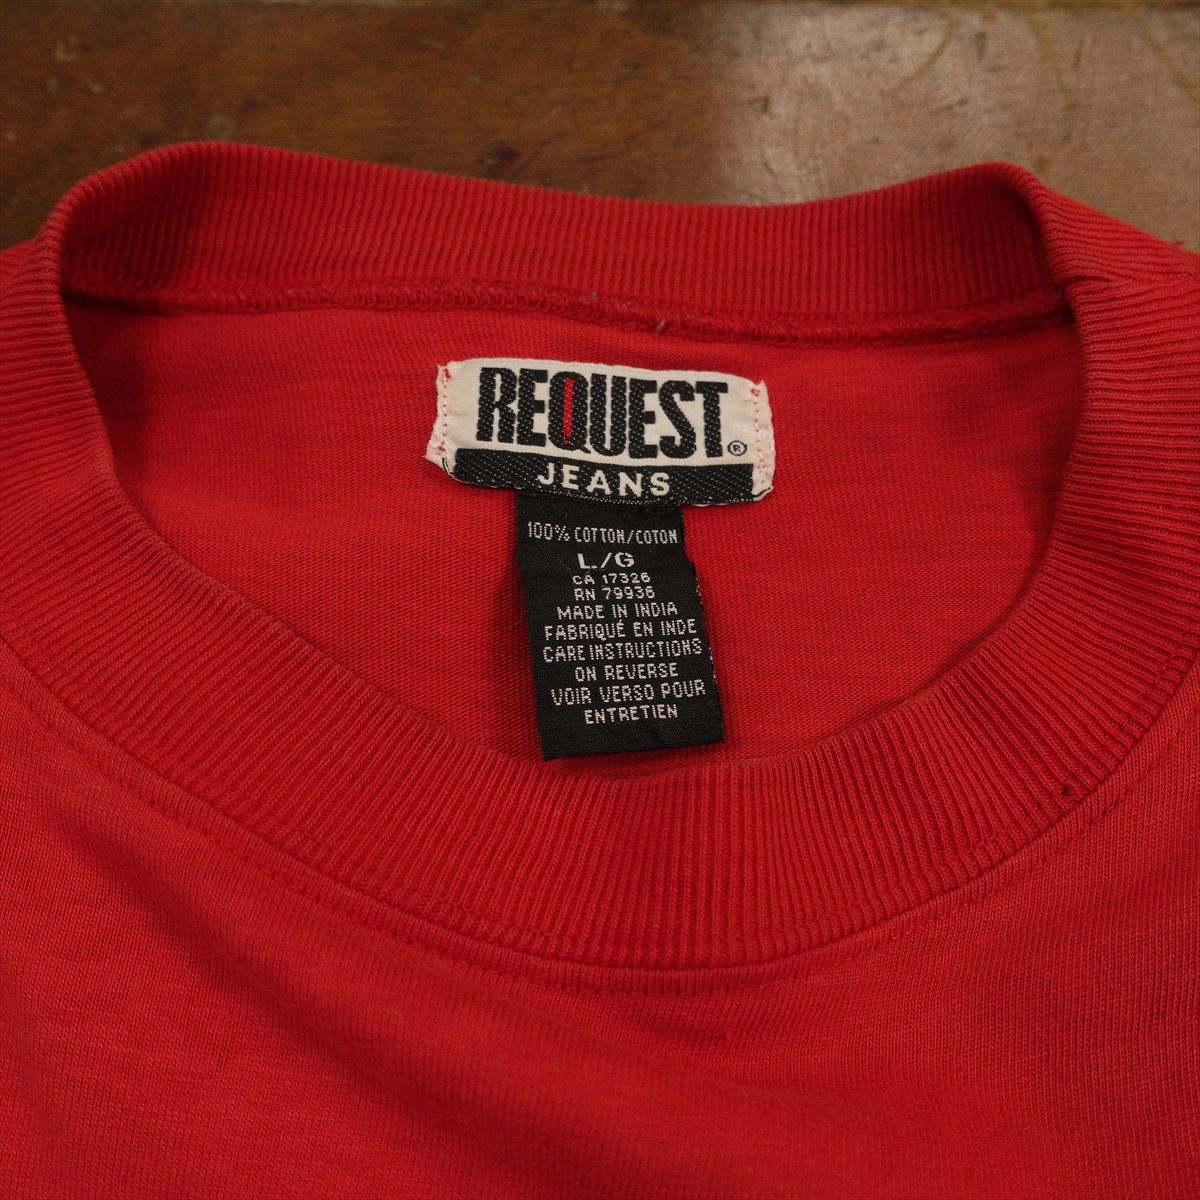 REQUEST®
JEANS
100% COTTON/COTON
L/G
CA 17326
RN 79936
MADE IN INDIA
FABRIQUÉ EN INDE
CARE INSTRUCTIONS
ON REVERSE
VOIR VERSO POUR
ENTRETIEN